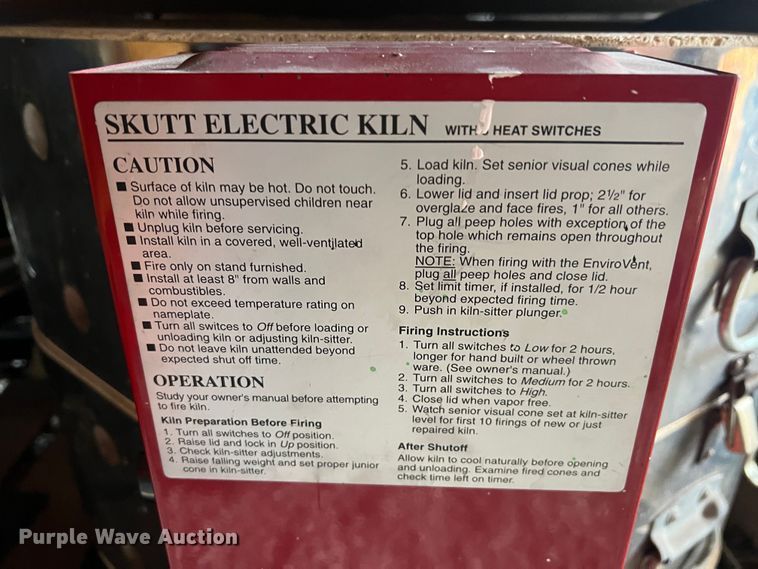 SKUTT ELECTRIC KILN WITH HEAT SWITCHES
CAUTION
■ Surface of kiln may be hot. Do not touch.
Do not allow unsupervised children near
kiln while firing.
■ Unplug kiln before servicing.
■ Install kiln in a covered, well-ventilated
area.
■ Fire only on stand furnished.
■ Install at least 8" from walls and
combustibles.
■ Do not exceed temperature rating on
nameplate.
■ Turn all switces to Off before loading or
unloading kiln or adjusting kiln-sitter.
■ Do not leave kiln unattended beyond
expected shut off time.
OPERATION
Study your owner's manual before attempting
to fire kiln.
Kiln Preparation Before Firing
1. Turn all switches to Off position.
2. Raise lid and lock in Up position.
3. Check kiln-sitter adjustments.
4. Raise falling weight and set proper junior
cone in kiln-sitter.
5. Load kiln. Set senior visual cones while
loading.
6. Lower lid and insert lid prop; 2½" for
overglaze and face fires, 1" for all others.
7. Plug all peep holes with exception of the
top hole which remains open throughout
the firing.
NOTE: When firing with the EnviroVent,
plug all peep holes and close lid.
8. Set limit timer, if installed, for 1/2 hour
beyond expected firing time.
9. Push in kiln-sitter plunger.
Firing Instructions
1. Turn all switches to Low for 2 hours,
longer for hand built or wheel thrown
ware. (See owner's manual.)
2. Turn all switches to Medium for 2 hours.
3. Turn all switches to High.
4. Close lid when vapor free.
5. Watch senior visual cone set at kiln-sitter
level for first 10 firings of new or just
repaired kiln.
After Shutoff
Allow kiln to cool naturally before opening
and unloading. Examine fired cones and
check time left on timer.
Purple Wave Auction